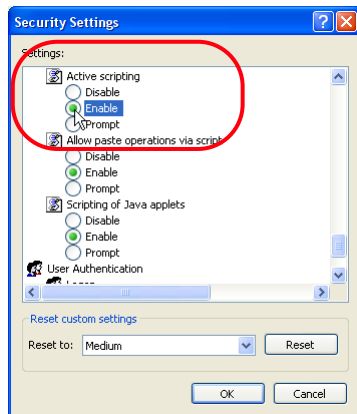 Security Settings
Settings:
Active scripting
Disable
Enable
Prompt
Allow paste operations via script
Disable
Enable
Prompt
Scripting of Java applets
Disable
Enable
Prompt
User Authentication
Logon
Reset custom settings
Reset to:
Medium
Reset
OK
Cancel